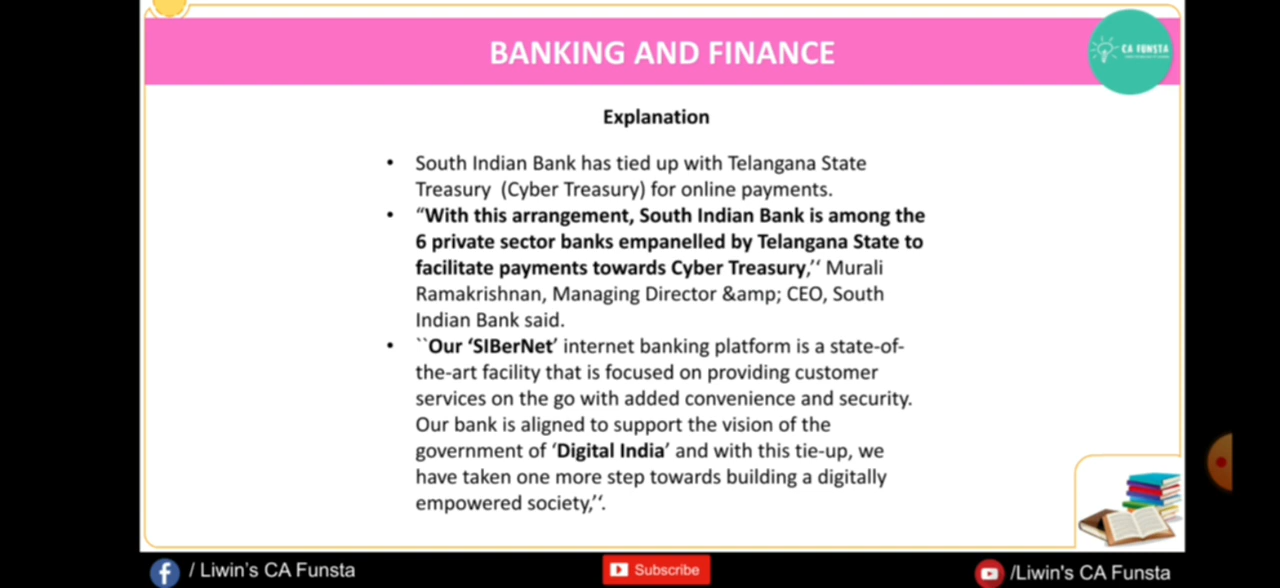 BANKING AND FINANCE
CA FUNSTA
Explanation
• South Indian Bank has tied up with Telangana State
Treasury (Cyber Treasury) for online payments.
• “With this arrangement, South Indian Bank is among the
6 private sector banks empanelled by Telangana State to
facilitate payments towards Cyber Treasury,’‘ Murali
Ramakrishnan, Managing Director &amp; CEO, South
Indian Bank said.
• ``Our ‘SIBerNet’ internet banking platform is a state-of-
the-art facility that is focused on providing customer
services on the go with added convenience and security.
Our bank is aligned to support the vision of the
government of ‘Digital India’ and with this tie-up, we
have taken one more step towards building a digitally
empowered society,’‘.
/ Liwin's CA Funsta
Subscribe
/Liwin's CA Funsta